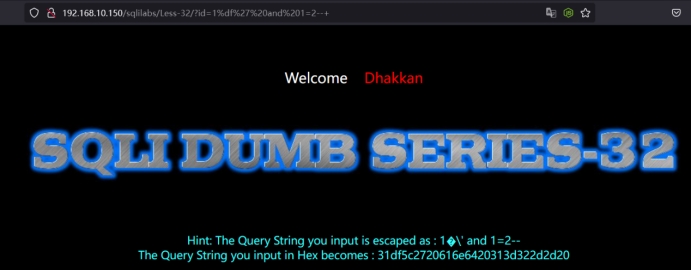 192.168.10.150/sqlilabs/Less-32/?id=1%df%27%20and%201=2--+
Welcome Dhakkan
SQLI DUMB SERIES-32
Hint: The Query String you input is escaped as : 1�\' and 1=2--
The Query String you input in Hex becomes : 31df5c2720616e6420313d322d2d20